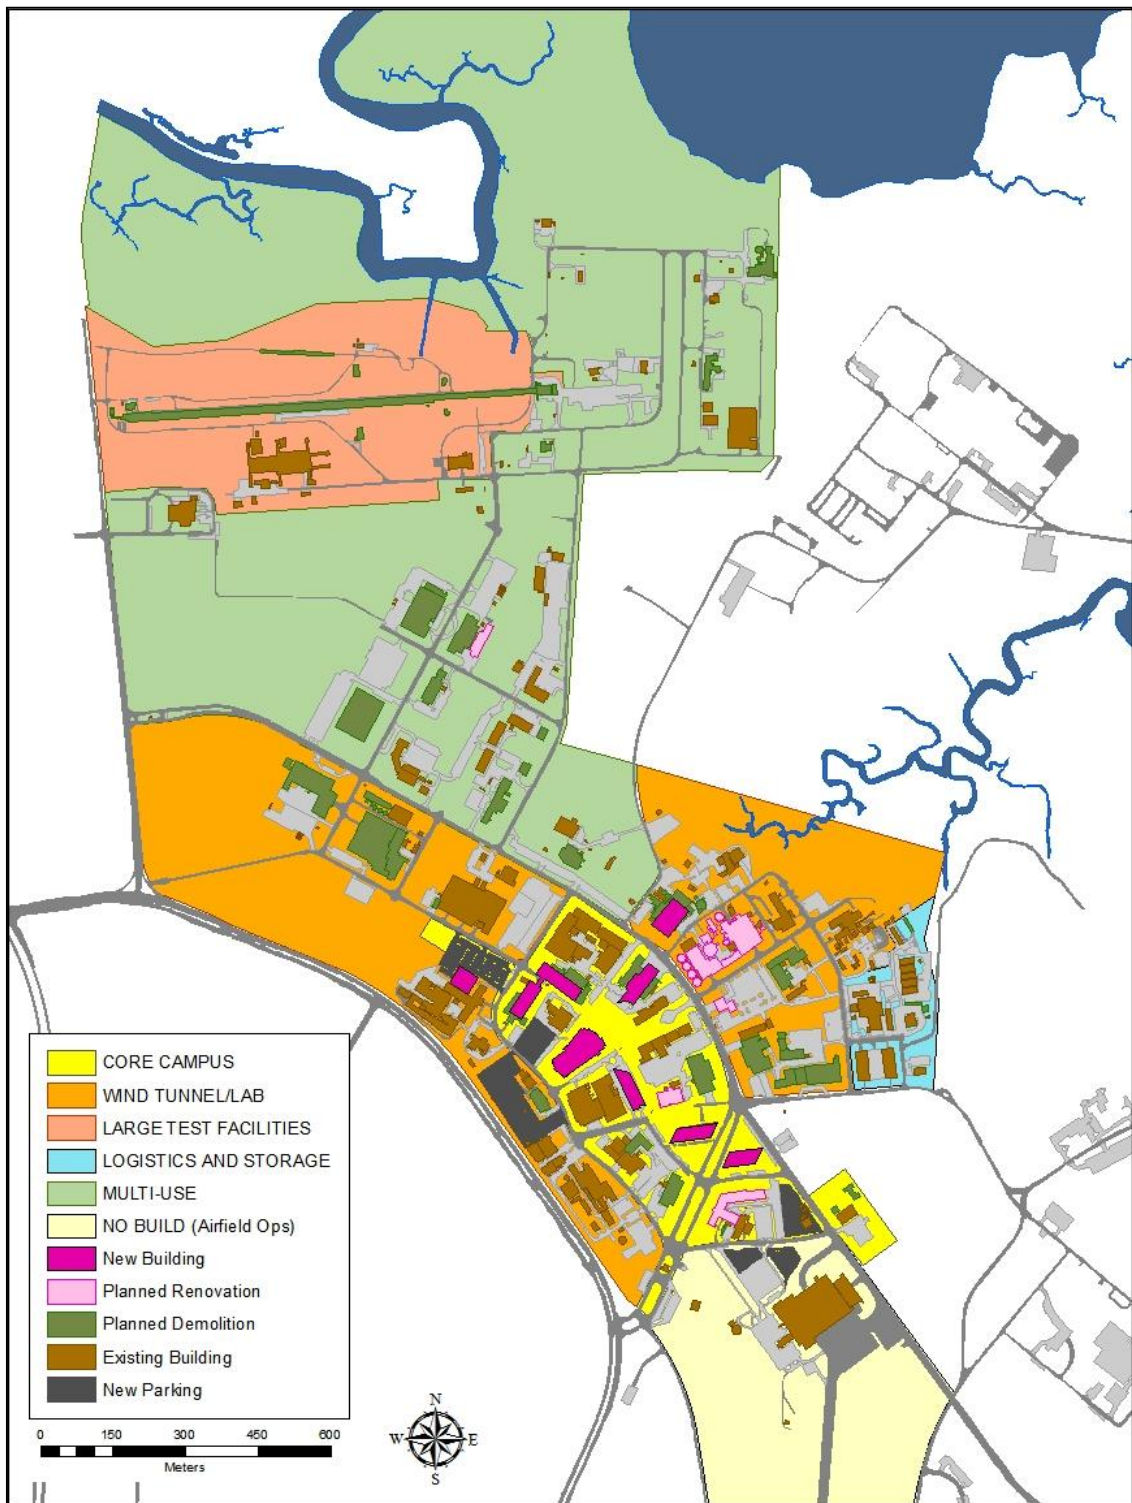 CORE CAMPUS
WIND TUNNEL/LAB
LARGE TEST FACILITIES
LOGISTICS AND STORAGE
MULTI-USE
NO BUILD (Airfield Ops)
New Building
Planned Renovation
Planned Demolition
Existing Building
New Parking
0 150 300 450 600
Meters
N
W E
S